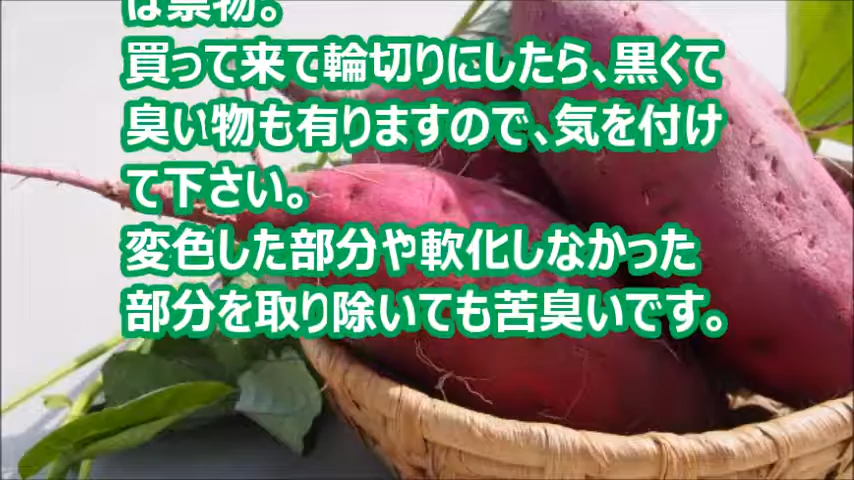 は禁物。
買って来て輪切りにしたら、黒くて
臭い物も有りますので、気を付け
て下さい。
変色した部分や軟化しなかった
部分を取り除いても苦臭いです。